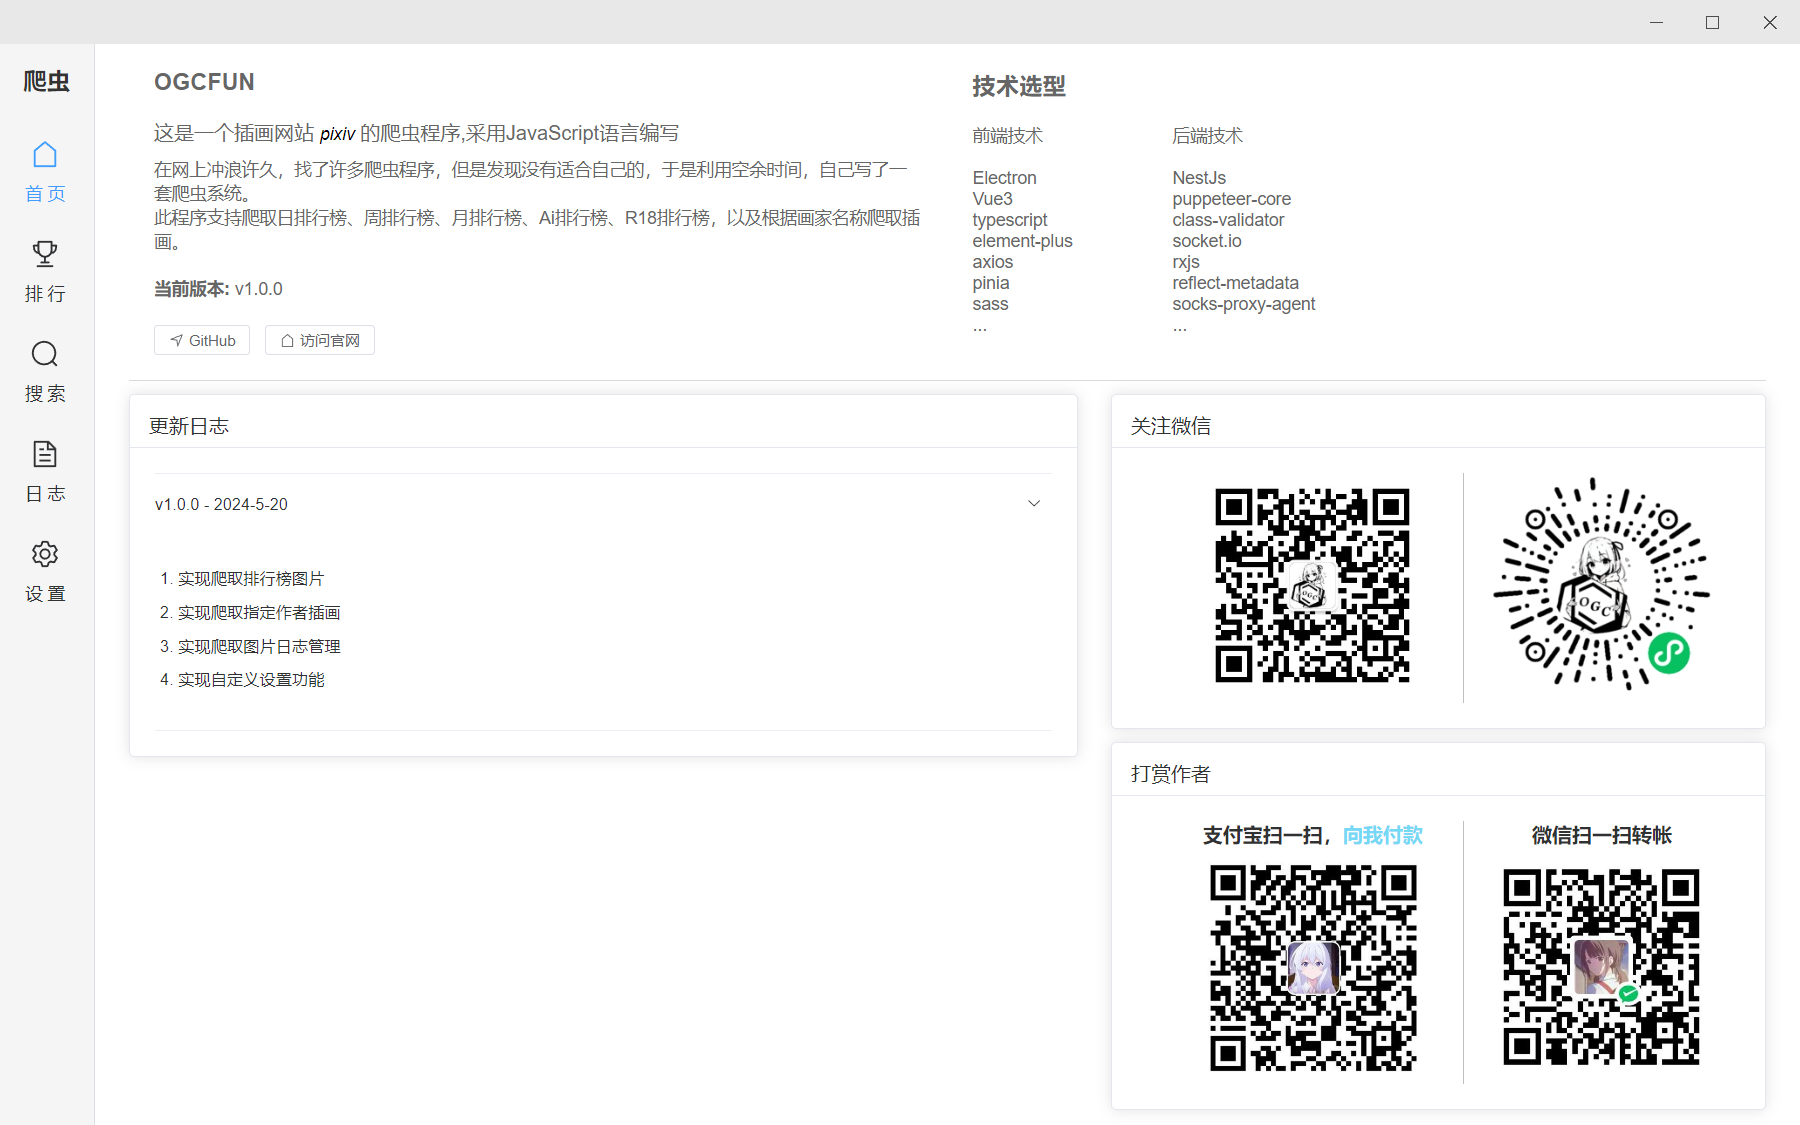 爬虫
首页
排行
搜索
日志
设置
OGCFUN
这是一个插画网站 pixiv 的爬虫程序,采用JavaScript语言编写
在网上冲浪许久，找了许多爬虫程序，但是发现没有适合自己的，于是利用空余时间，自己写了一
套爬虫系统。
此程序支持爬取日排行榜、周排行榜、月排行榜、Ai排行榜、R18排行榜，以及根据画家名称爬取插
画。
当前版本: v1.0.0
GitHub
访问官网
技术选型
前端技术
Electron
Vue3
typescript
element-plus
axios
pinia
sass
...
后端技术
NestJs
puppeteer-core
class-validator
socket.io
rxjs
reflect-metadata
socks-proxy-agent
...
更新日志
v1.0.0 - 2024-5-20
1. 实现爬取排行榜图片
2. 实现爬取指定作者插画
3. 实现爬取图片日志管理
4. 实现自定义设置功能
关注微信
OGC
OGC
打赏作者
支付宝扫一扫，向我付款
微信扫一扫转帐